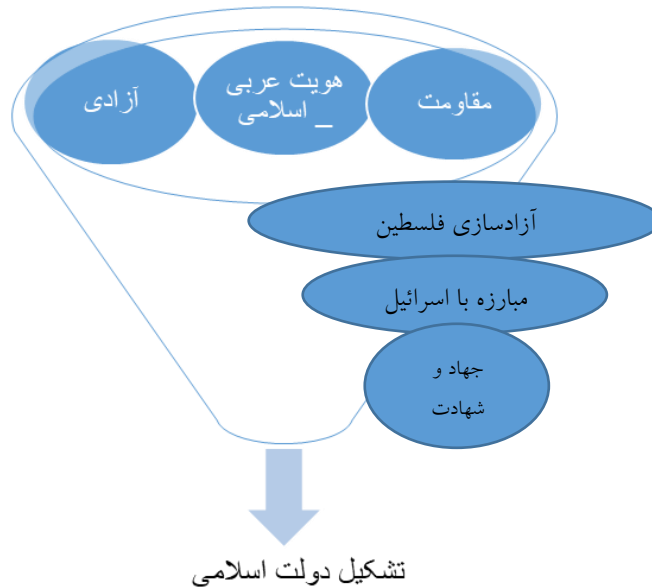 مقاومت
هویت عربی
_ اسلامی
آزادی
آزادسازی فلسطین
مبارزه با اسرائیل
جهاد و
شهادت
تشکیل دولت اسلامی